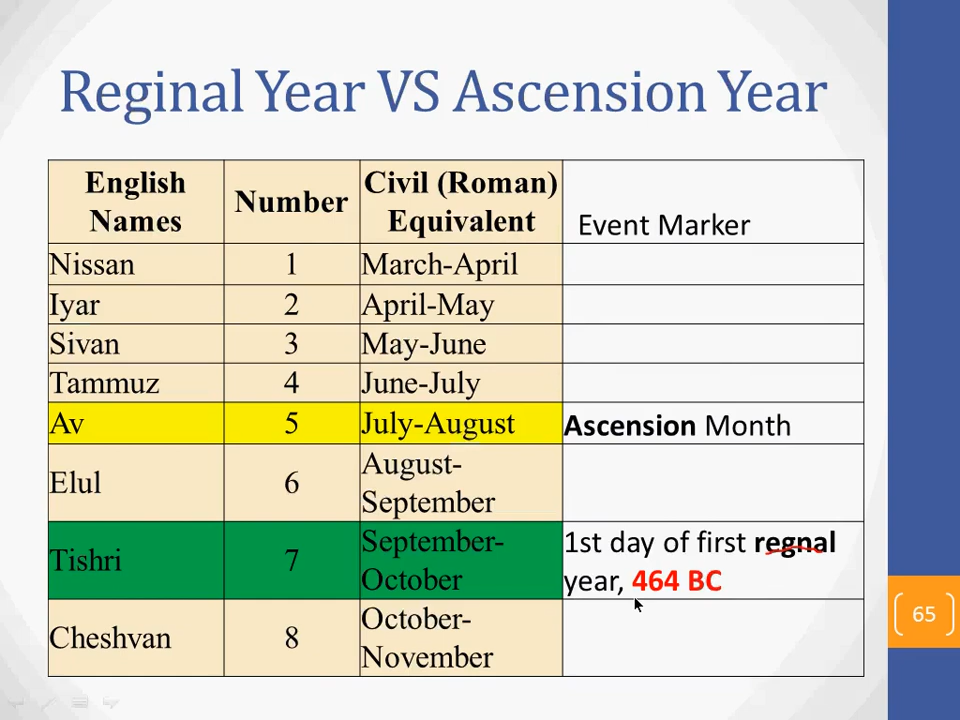 Reginal Year VS Ascension Year
English Names Number Civil (Roman) Equivalent Event Marker
Nissan 1 March-April
Iyar 2 April-May
Sivan 3 May-June
Tammuz 4 June-July
Av 5 July-August Ascension Month
Elul 6 August-September
Tishri 7 September-October 1st day of first regnal year, 464 BC
Cheshvan 8 October-November
65